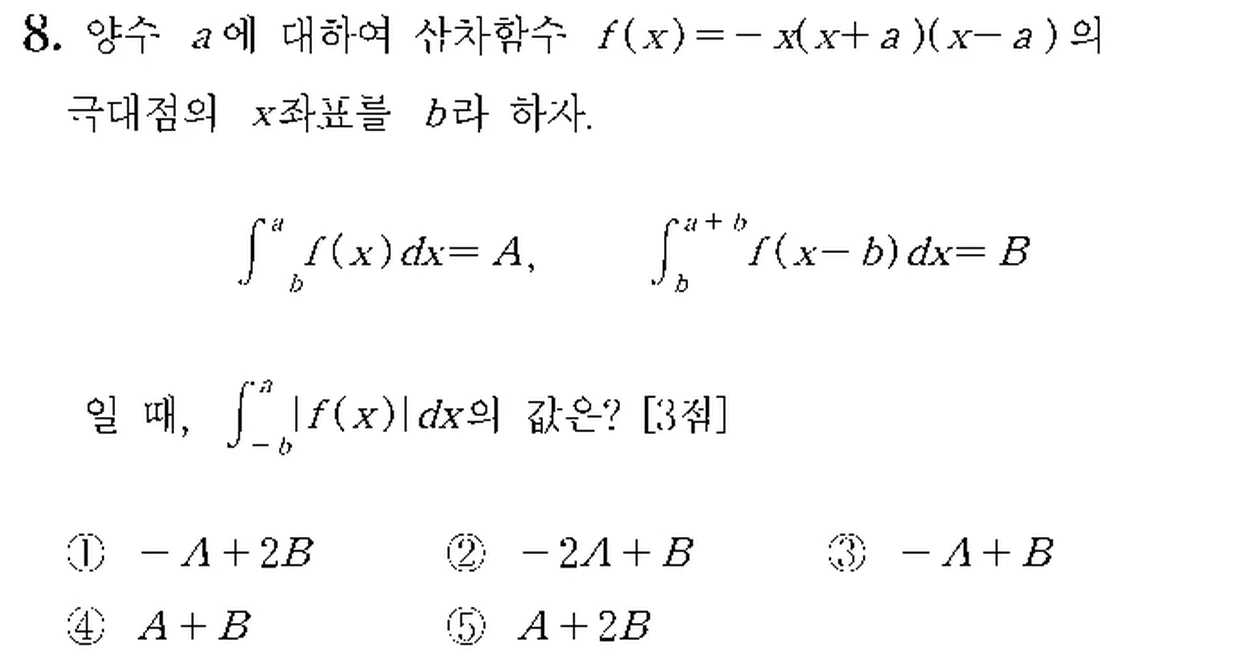 8. 양수 a에 대하여 삼차함수 f(x)=-x(x+a)(x-a)의
극대점의 x좌표를 b라 하자.
∫_b^a f(x)dx=A, ∫_b^{a+b} f(x-b)dx=B
일 때, ∫_{-b}^a |f(x)|dx의 값은? [3점]
① -A+2B ② -2A+B ③ -A+B
④ A+B ⑤ A+2B